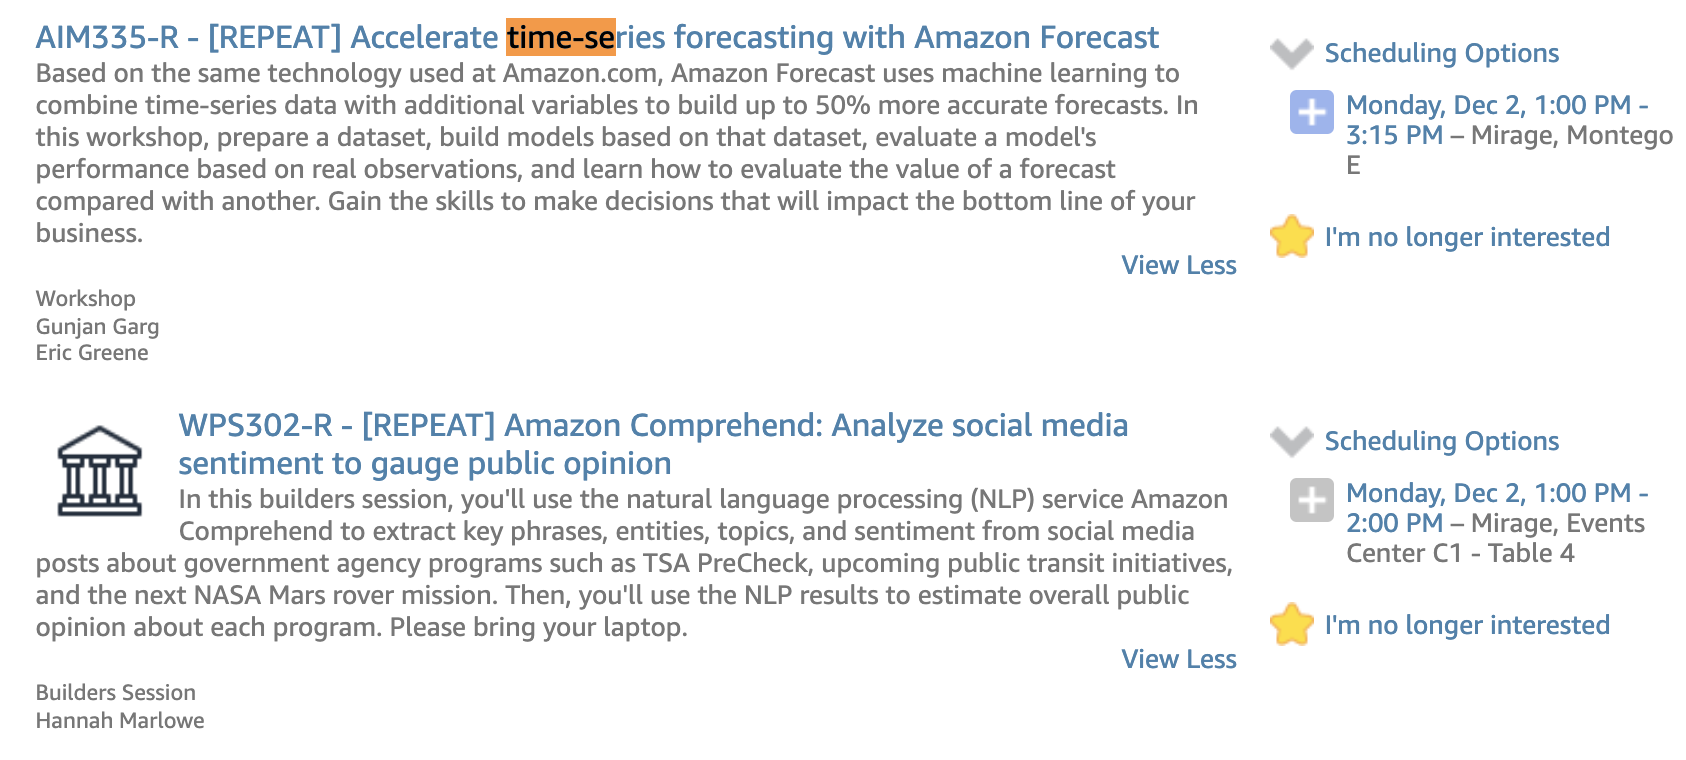 AIM335-R - [REPEAT] Accelerate time-series forecasting with Amazon Forecast
Based on the same technology used at Amazon.com, Amazon Forecast uses machine learning to
combine time-series data with additional variables to build up to 50% more accurate forecasts. In
this workshop, prepare a dataset, build models based on that dataset, evaluate a model's
performance based on real observations, and learn how to evaluate the value of a forecast
compared with another. Gain the skills to make decisions that will impact the bottom line of your
business.
View Less
Workshop
Gunjan Garg
Eric Greene
Scheduling Options
Monday, Dec 2, 1:00 PM -
3:15 PM – Mirage, Montego
E
I'm no longer interested
WPS302-R - [REPEAT] Amazon Comprehend: Analyze social media
sentiment to gauge public opinion
In this builders session, you'll use the natural language processing (NLP) service Amazon
Comprehend to extract key phrases, entities, topics, and sentiment from social media
posts about government agency programs such as TSA PreCheck, upcoming public transit initiatives,
and the next NASA Mars rover mission. Then, you'll use the NLP results to estimate overall public
opinion about each program. Please bring your laptop.
View Less
Builders Session
Hannah Marlowe
Scheduling Options
Monday, Dec 2, 1:00 PM -
2:00 PM – Mirage, Events
Center C1 - Table 4
I'm no longer interested